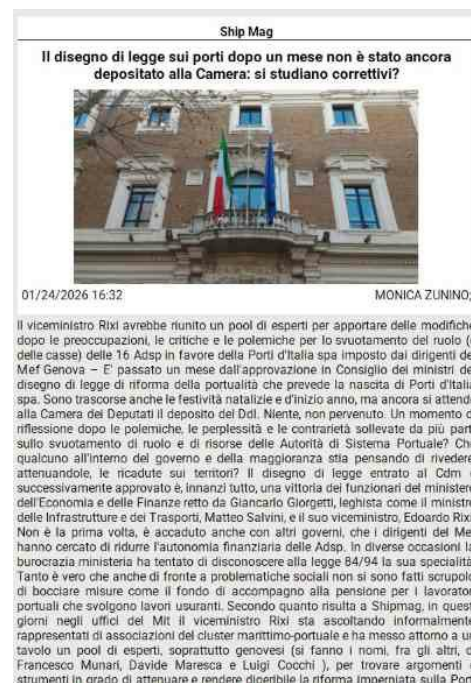 Ship Mag
Il disegno di legge sui porti dopo un mese non è stato ancora
depositato alla Camera: si studiano correttivi?
01/24/2026 16:32
MONICA ZUNINO;
Il viceministro Rixi avrebbe riunito un pool di esperti per apportare delle modifiche
dopo le preoccupazioni, le critiche e le polemiche per lo svuotamento del ruolo (e
delle casse) delle 16 Adsp in favore della Porti d'Italia spa imposto dai dirigenti del
Mef Genova – E' passato un mese dall'approvazione in Consiglio dei ministri del
disegno di legge di riforma della portualità che prevede la nascita di Porti d'Italia
spa. Sono trascorse anche le festività natalizie e d'inizio anno, ma ancora si attende
alla Camera dei Deputati il deposito del Ddl. Niente, non pervenuto. Un momento di
riflessione dopo le polemiche, le perplessità e le contrarietà sollevate da più parti
sullo svuotamento di ruolo e di risorse delle Autorità di Sistema Portuale? Che
qualcuno all'interno del governo e della maggioranza stia pensando di rivedere,
attenuandole, le ricadute sui territori? Il disegno di legge entrato al Cdm e
successivamente approvato è, innanzi tutto, una vittoria dei funzionari del ministero
dell'Economia e delle Finanze retto da Giancarlo Giorgetti, leghista come il ministro
delle Infrastrutture e dei Trasporti, Matteo Salvini, e il suo viceministro, Edoardo Rixi.
Non è la prima volta, è accaduto anche con altri governi, che i dirigenti del Mef
hanno cercato di ridurre l'autonomia finanziaria delle Adsp. In diverse occasioni la
burocrazia ministeria ha tentato di disconoscere alla legge 84/94 la sua specialità.
Tanto è vero che anche di fronte a problematiche sociali non si sono fatti scrupolo
di bocciare misure come il fondo di accompagno alla pensione per i lavoratori
portuali che svolgono lavori usuranti. Secondo quanto risulta a Shipmag, in questi
giorni negli uffici del Mit il viceministro Rixi sta ascoltando informalmente
rappresentati di associazioni del cluster marittimo-portuale e ha messo attorno a un
tavolo un pool di esperti, soprattutto genovesi (si fanno i nomi, fra gli altri, di
Francesco Munari, Davide Maresca e Luigi Cocchi ), per trovare argomenti e
strumenti in grado di attenuare e rendere digeribile la riforma imperniata sulla Porti